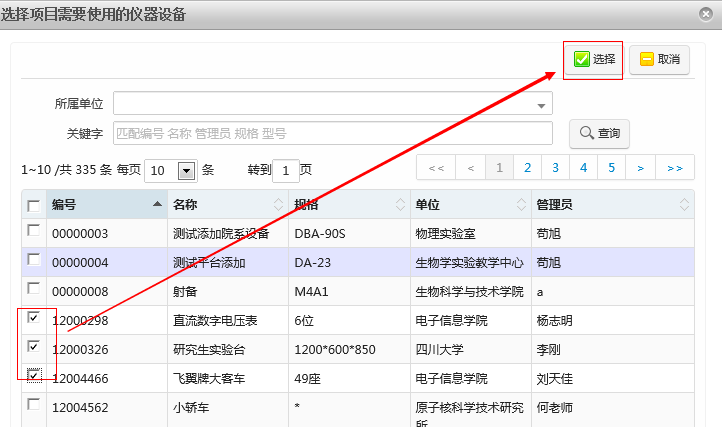 选择项目需要使用的仪器设备
选择 取消
所属单位
关键字 匹配编号 名称 管理员 规格 型号 查询
1~10 /共 335 条 每页 10 条 转到 1 页 << < 1 2 3 4 5 > >>
编号 名称 规格 单位 管理员
00000003 测试添加院系设备 DBA-90S 物理实验室 苟旭
00000004 测试平台添加 DA-23 生物学实验教学中心 苟旭
00000008 射备 M4A1 生物科学与技术学院 a
12000298 直流数字电压表 6位 电子信息学院 杨志明
12000326 研究生实验台 1200*600*850 四川大学 李刚
12004466 飞翼牌大客车 49座 电子信息学院 刘天佳
12004562 小轿车 * 原子核科学技术研究 何老师
所